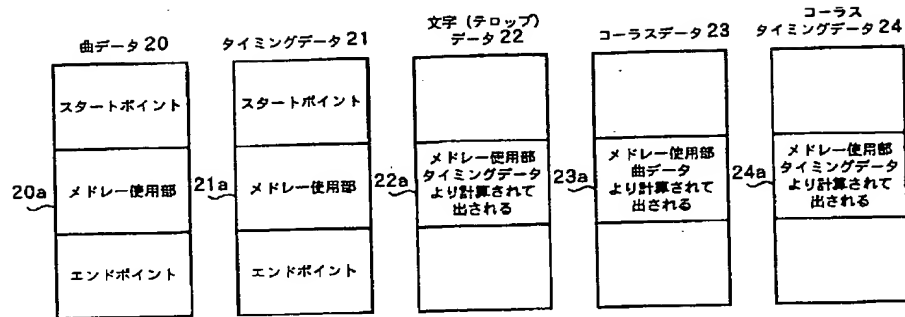 曲データ 20
スタートポイント
20a
メドレー使用部
エンドポイント
タイミングデータ 21
スタートポイント
21a
メドレー使用部
エンドポイント
文字 (テロップ)
データ 22
22a
メドレー使用部
タイミングデータ
より計算されて
出される
コーラスデータ 23
23a
メドレー使用部
曲データ
より計算されて
出される
コーラス
タイミングデータ 24
24a
メドレー使用部
タイミングデータ
より計算されて
出される